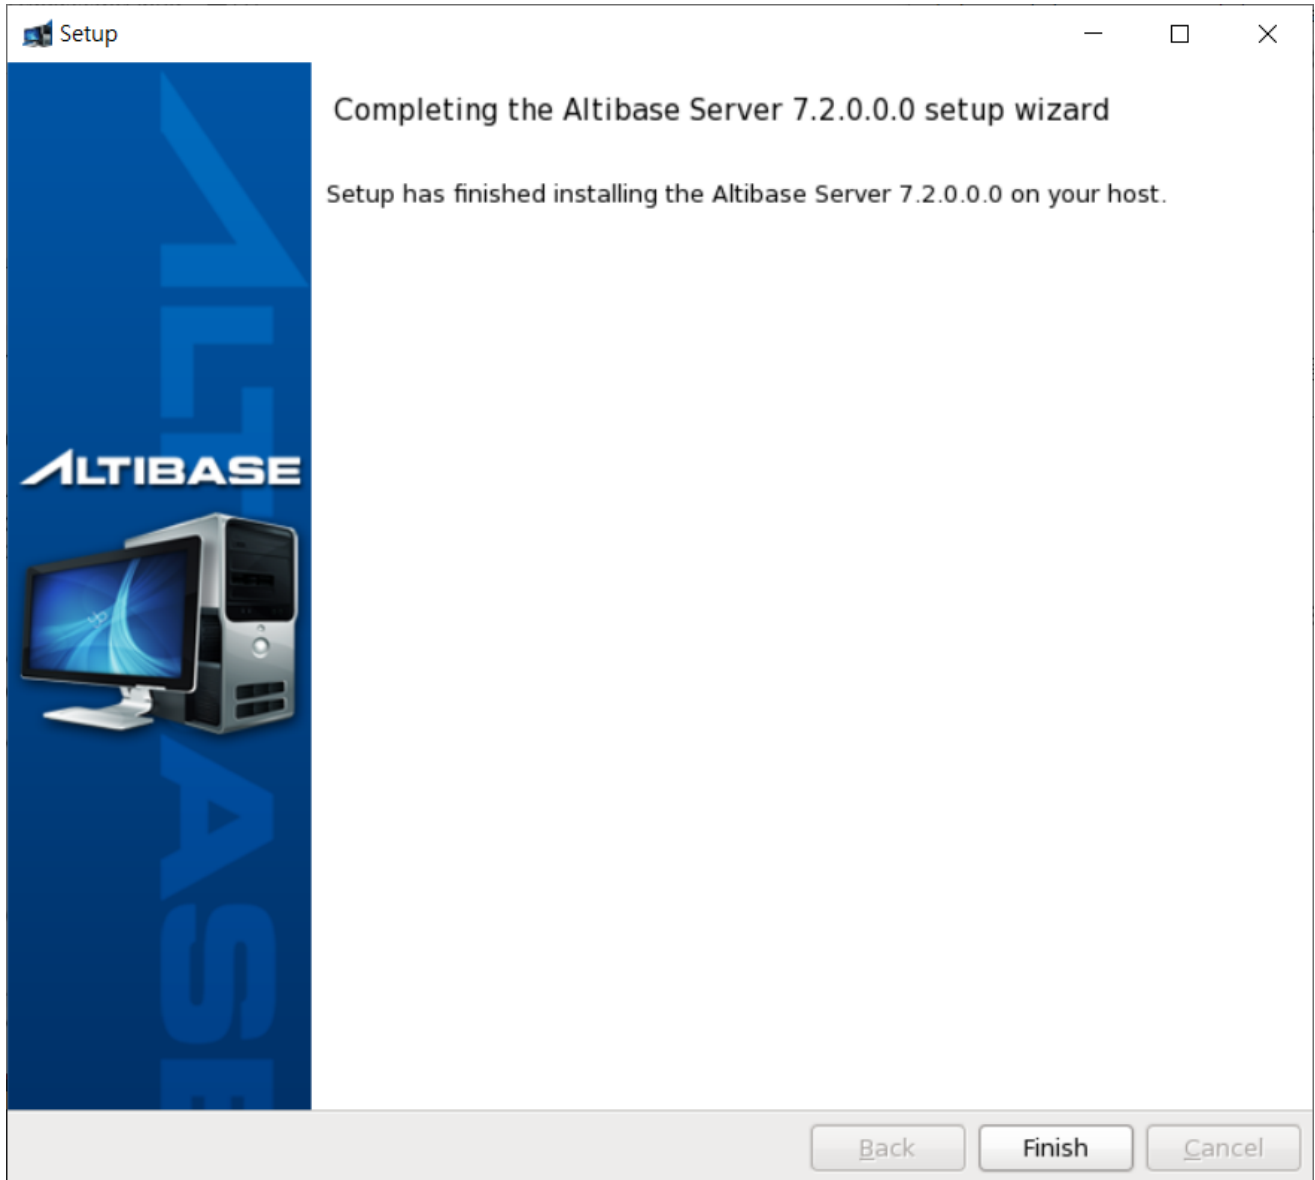 Setup
Completing the Altibase Server 7.2.0.0.0 setup wizard
Setup has finished installing the Altibase Server 7.2.0.0.0 on your host.
ALTIBASE
ALTIBASE
Back
Finish
Cancel